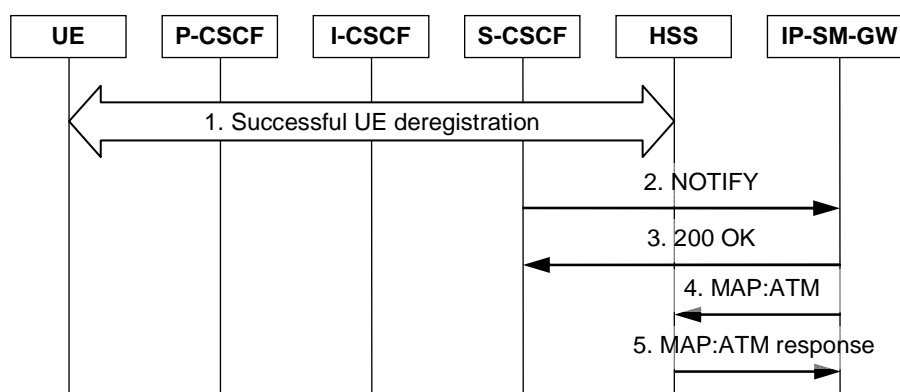 UE P-CSCF I-CSCF S-CSCF HSS IP-SM-GW
1. Successful UE deregistration
2. NOTIFY
3. 200 OK
4. MAP:ATM
5. MAP:ATM response